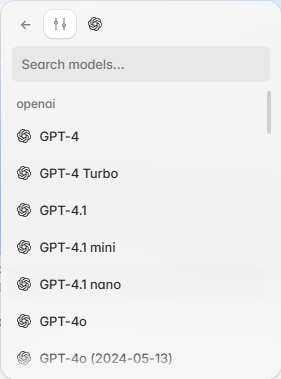 Search models...
openai
GPT-4
GPT-4 Turbo
GPT-4.1
GPT-4.1 mini
GPT-4.1 nano
GPT-4o
GPT-4o (2024-05-13)